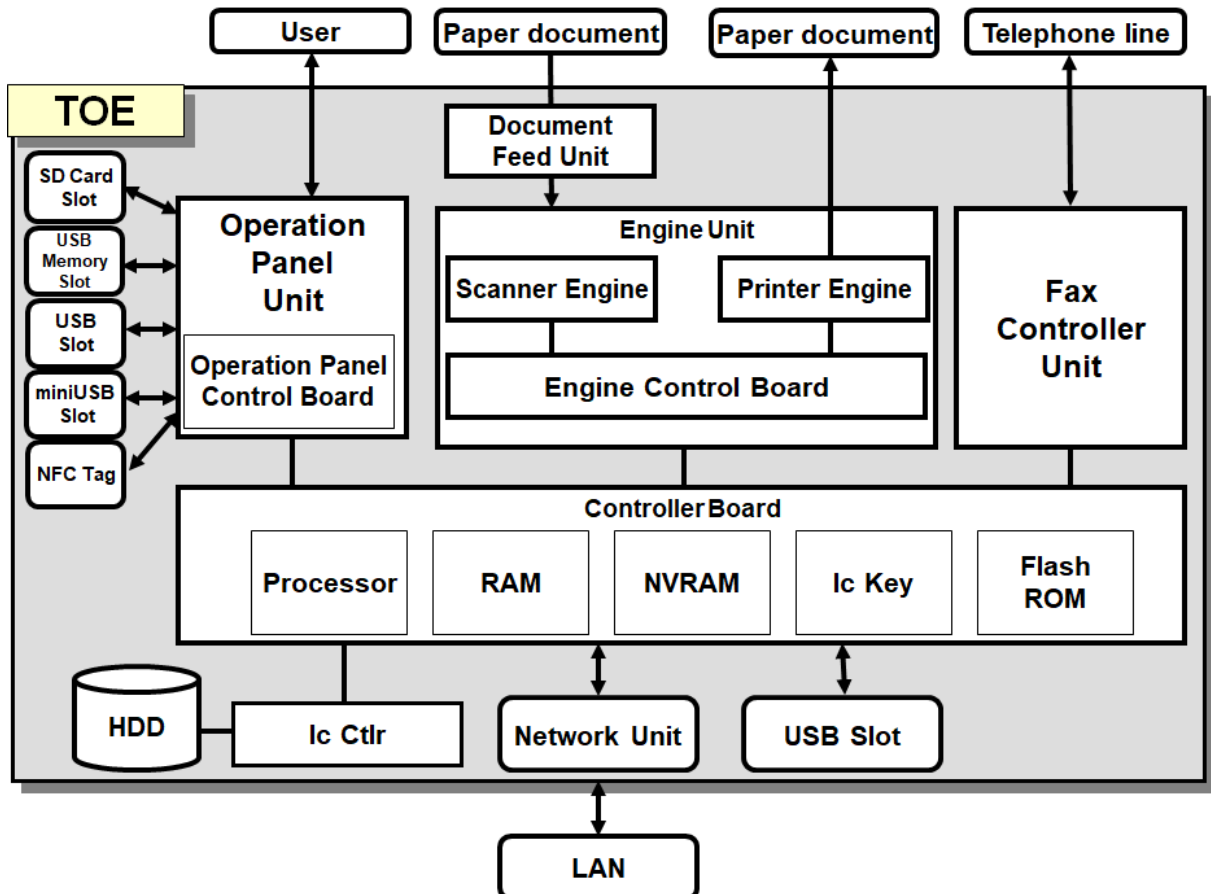 User
Paper document
Paper document
Telephone line
TOE
Document
Feed Unit
SD Card
Slot
USB
Memory
Slot
USB
Slot
miniUSB
Slot
NFC Tag
Operation
Panel
Unit
Operation Panel
Control Board
Engine Unit
Scanner Engine
Printer Engine
Engine Control Board
Fax
Controller
Unit
Controller Board
Processor
RAM
NVRAM
Ic Key
Flash
ROM
HDD
Ic Ctlr
Network Unit
USB Slot
LAN